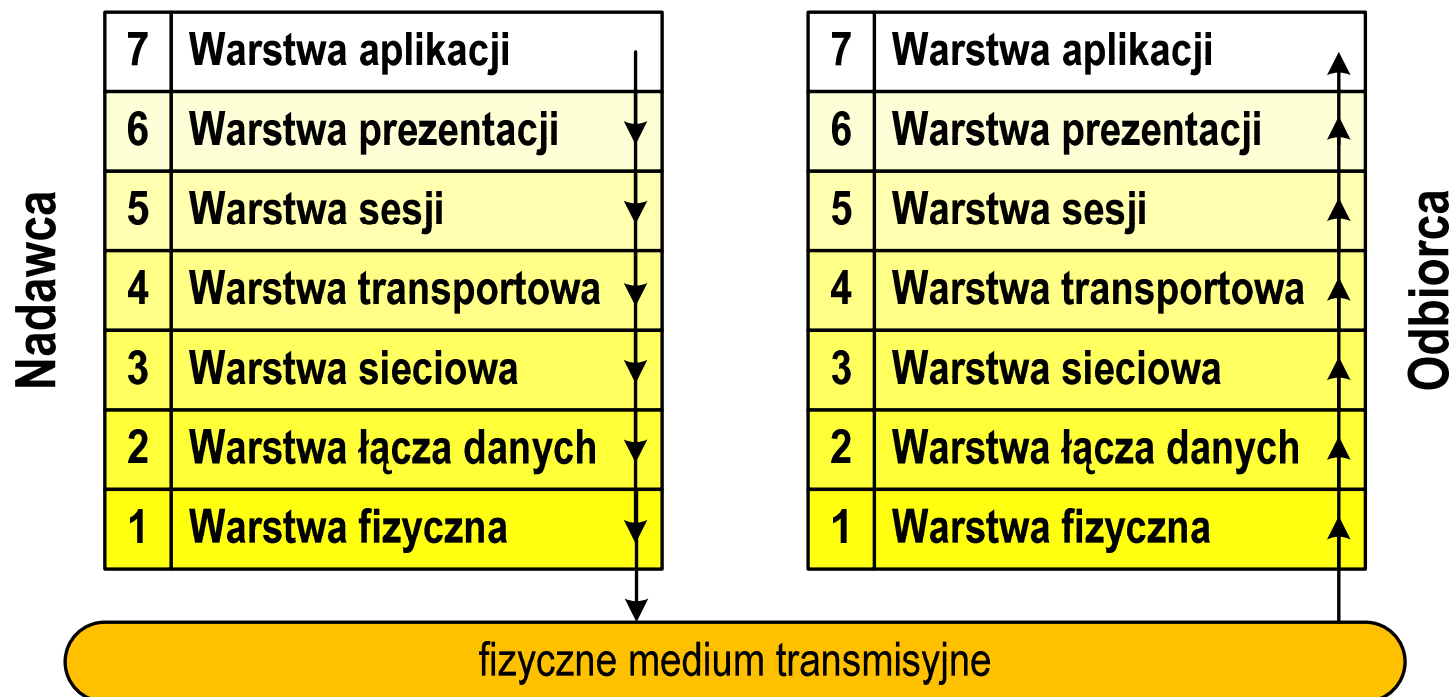 Nadawca
7 Warstwa aplikacji
6 Warstwa prezentacji
5 Warstwa sesji
4 Warstwa transportowa
3 Warstwa sieciowa
2 Warstwa łącza danych
1 Warstwa fizyczna
7 Warstwa aplikacji
6 Warstwa prezentacji
5 Warstwa sesji
4 Warstwa transportowa
3 Warstwa sieciowa
2 Warstwa łącza danych
1 Warstwa fizyczna
Odbiorca
fizyczne medium transmisyjne